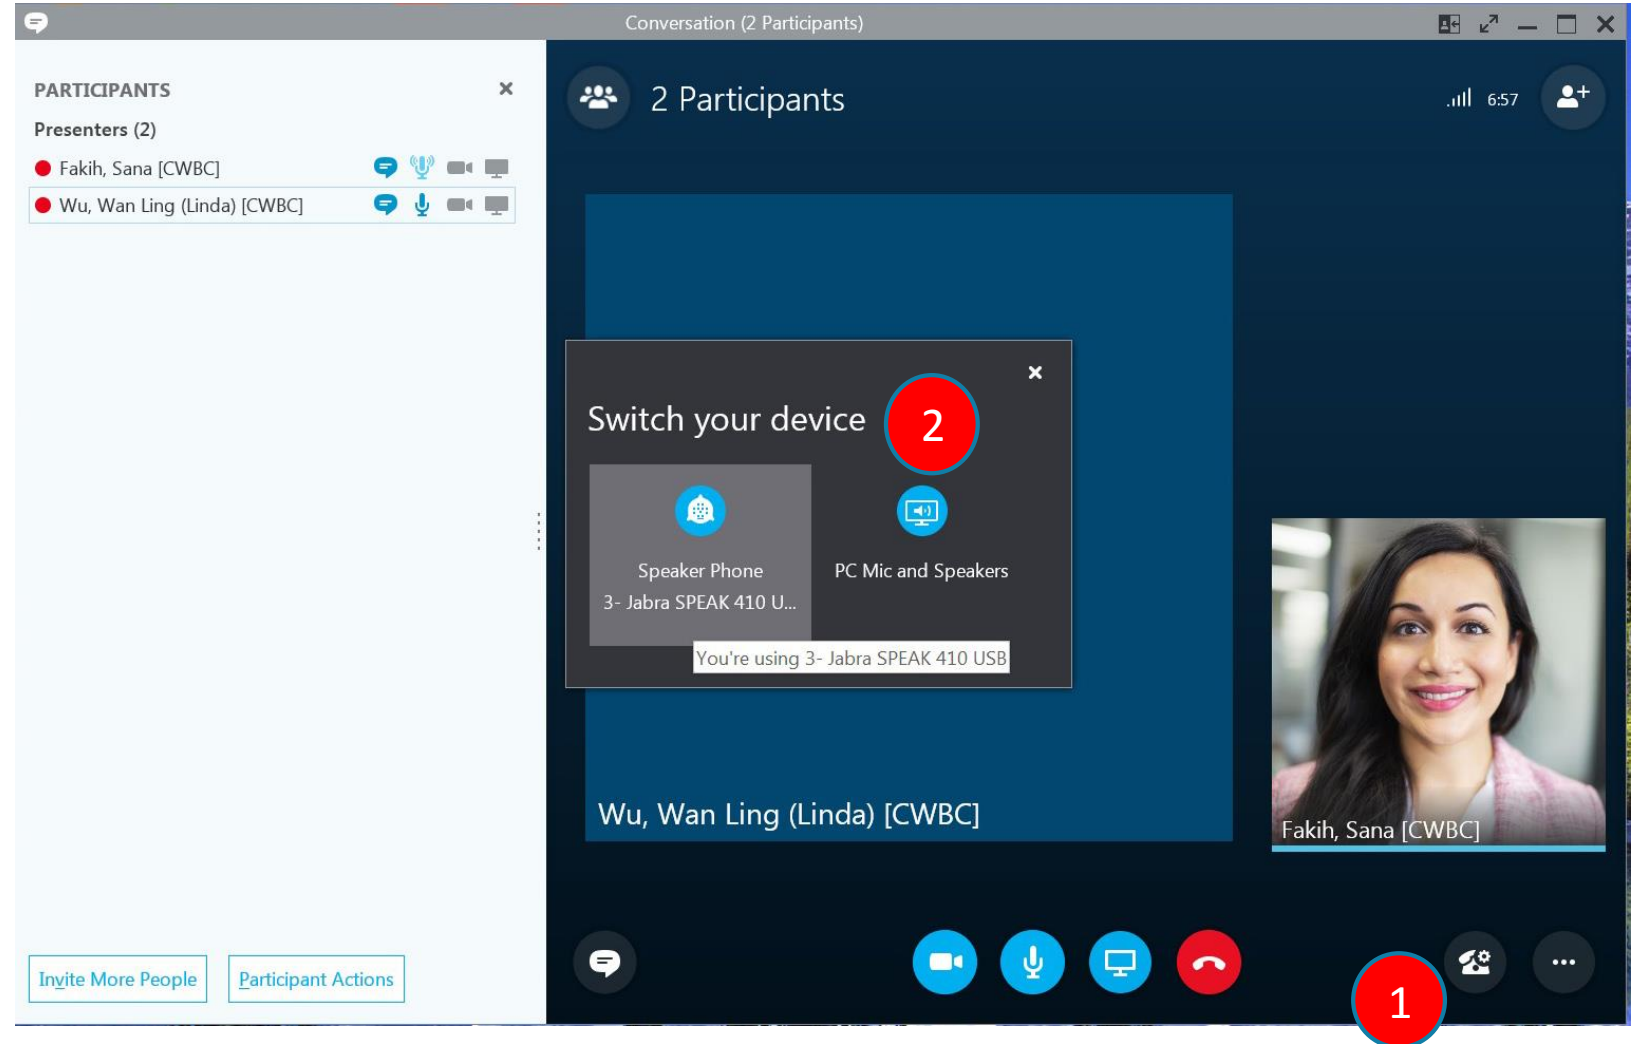 Conversation (2 Participants)
PARTICIPANTS
Presenters (2)
Fakih, Sana [CWBC]
Wu, Wan Ling (Linda) [CWBC]
Invite More People
Participant Actions
2 Participants
6:57
Switch your device
2
Speaker Phone
3- Jabra SPEAK 410 U...
PC Mic and Speakers
You're using 3- Jabra SPEAK 410 USB
Wu, Wan Ling (Linda) [CWBC]
Fakih, Sana [CWBC]
1